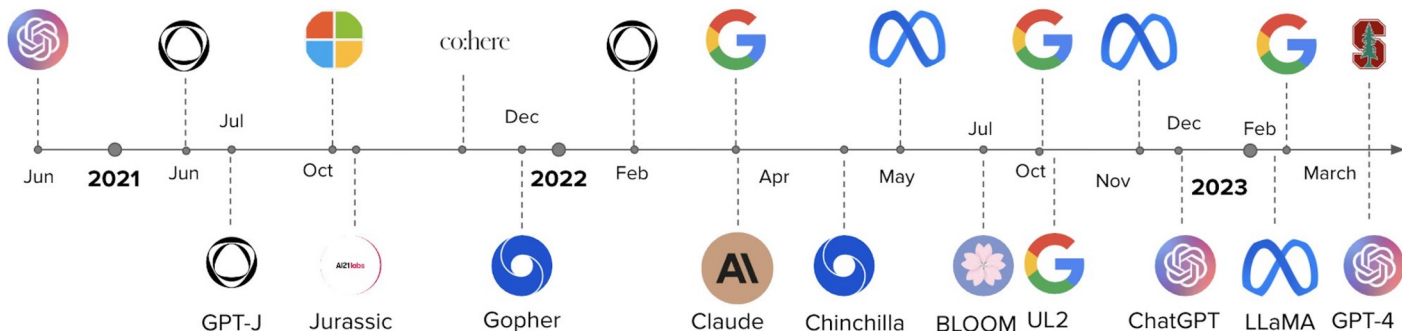 co:here
Jul
Dec
Jul
Dec
Feb
Jun
2021
Jun
Oct
2022
Feb
Apr
May
Oct
Nov
2023
March
S
AI21labs
A\
GPT-J
Jurassic
Gopher
Claude
Chinchilla
BLOOM
UL2
ChatGPT
LLaMA
GPT-4